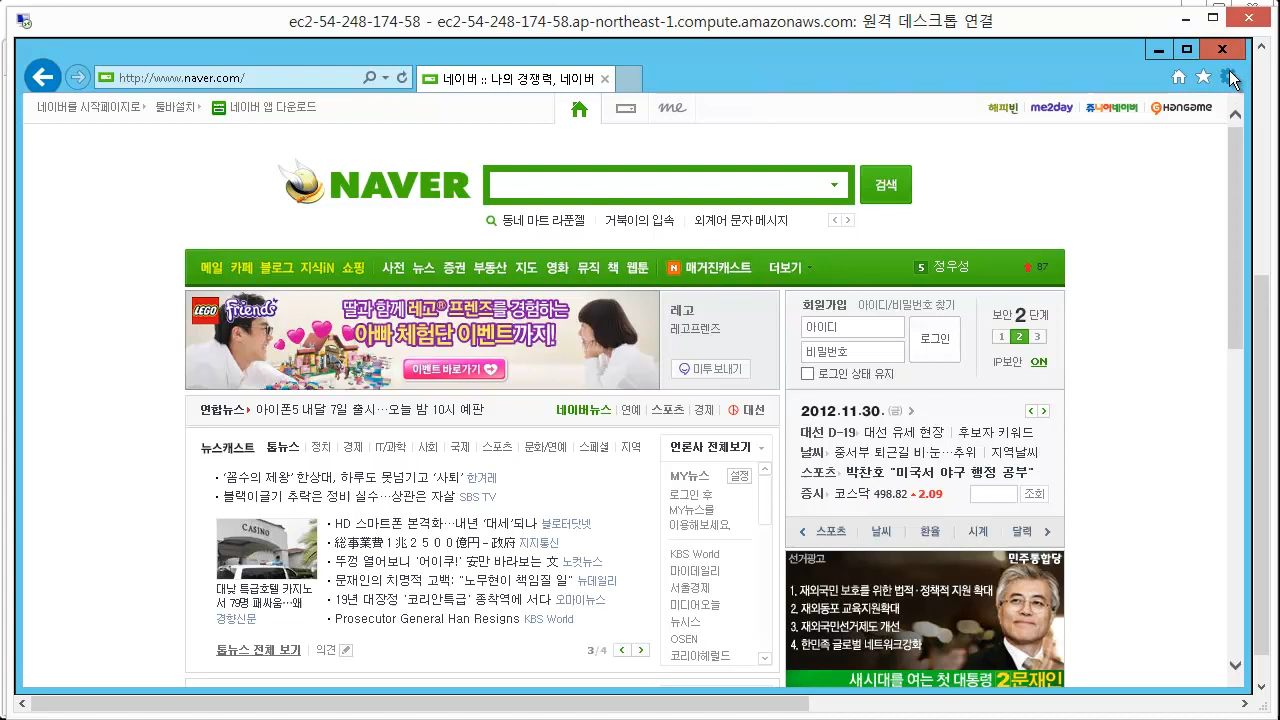 ec2-54-248-174-58 - ec2-54-248-174-58.ap-northeast-1.compute.amazonaws.com: 원격 데스크톱 연결
http://www.naver.com/
네이버 :: 나의 경쟁력, 네이버
네이버를 시작페이지로 툴바설치 네이버 앱 다운로드
me
해피빈 me2day 쥬니어네이버 Hangame
NAVER
검색
동네 마트 라푼젤 거북이의 입속 외계어 문자 메시지
메일 카페 블로그 지식iN 쇼핑 사전 뉴스 증권 부동산 지도 영화 뮤직 책 웹툰 N 매거진캐스트 더보기 5 정우성 87
LEGO friends
딸과 함께 레고® 프렌즈를 경험하는
아빠 체험단 이벤트까지!
이벤트 바로가기
레고
레고프렌즈
미투 보내기
회원가입 아이디/비밀번호 찾기
아이디
비밀번호
로그인
로그인 상태 유지
보안 2 단계
1 2 3
IP보안 ON
연합뉴스 아이폰5 내달 7일 출시…오늘 밤 10시 예판
네이버뉴스 연예 스포츠 경제 대선
뉴스캐스트 톱뉴스 정치 경제 IT/과학 사회 국제 스포츠 문화/연예 스페셜 지역
· '꼼수의 제왕' 한상대, 하루도 못넘기고 '사퇴' 한겨레
· 블랙이글기 추락은 정비 실수…상관은 자살 SBS TV
CASINO
대낮 특급호텔 카지노
서 79명 패싸움…왜
경향신문
· HD 스마트폰 본격화…내년 '대세'되나 블로터닷넷
· 総事業費1兆2500億円－政府 지지통신
· 뚜껑 열어보니 '어이쿠!' 安만 바라보는 文 노컷뉴스
· 문재인의 치명적 고백; "노무현이 책임질 일" 뉴데일리
· 19년 대장정 '코리안특급' 종착역에 서다 오마이뉴스
· Prosecutor General Han Resigns KBS World
톱뉴스 전체 보기 의견
3/4
언론사 전체보기
MY뉴스 설정
로그인 후
MY뉴스를
이용해보세요.
KBS World
마이데일리
서울경제
미디어오늘
뉴시스
OSEN
코리아헤럴드
2012.11.30. (금)
대선 D-19 대선 유세 현장 후보자 키워드
날씨 중서부 퇴근길 비·눈…추위 지역날씨
스포츠 박찬호 "미국서 야구 행정 공부"
증시 코스닥 498.82 ▲ 2.09 조회
스포츠 날씨 환율 시계 달력
선거광고 민주통합당
1. 재외국민 보호를 위한 법적·정책적 지원 확대
2. 재외동포 교육지원확대
3. 재외국민선거제도 개선
4. 한민족 글로벌 네트워크강화
새시대를 여는 첫 대통령 2문재인